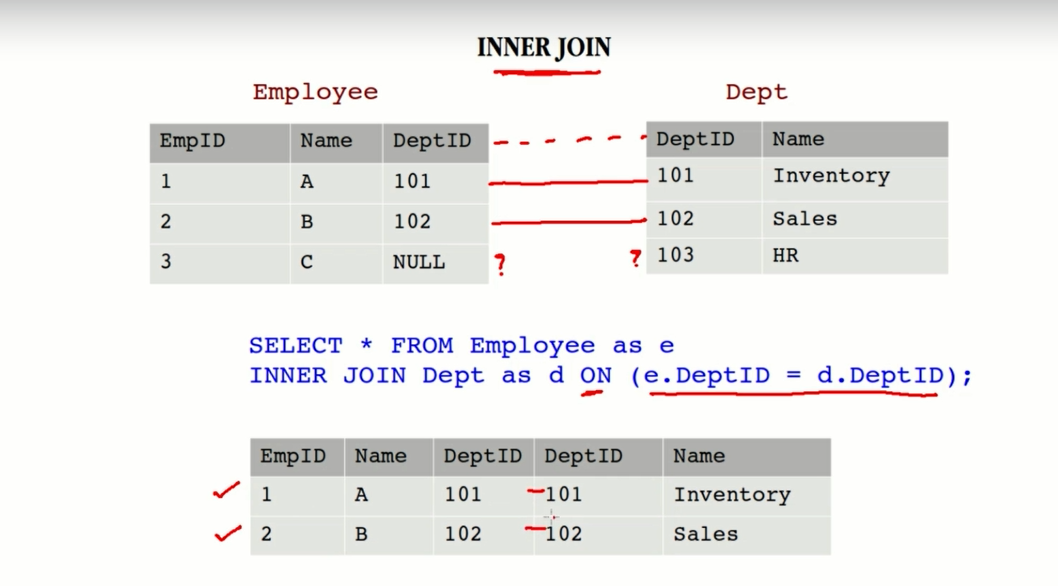 INNER JOIN
Employee
Dept
EmpID Name DeptID
1 A 101
2 B 102
3 C NULL ?
DeptID Name
101 Inventory
102 Sales
? 103 HR
SELECT * FROM Employee as e
INNER JOIN Dept as d ON (e.DeptID = d.DeptID);
EmpID Name DeptID DeptID Name
1 A 101 101 Inventory
2 B 102 102 Sales